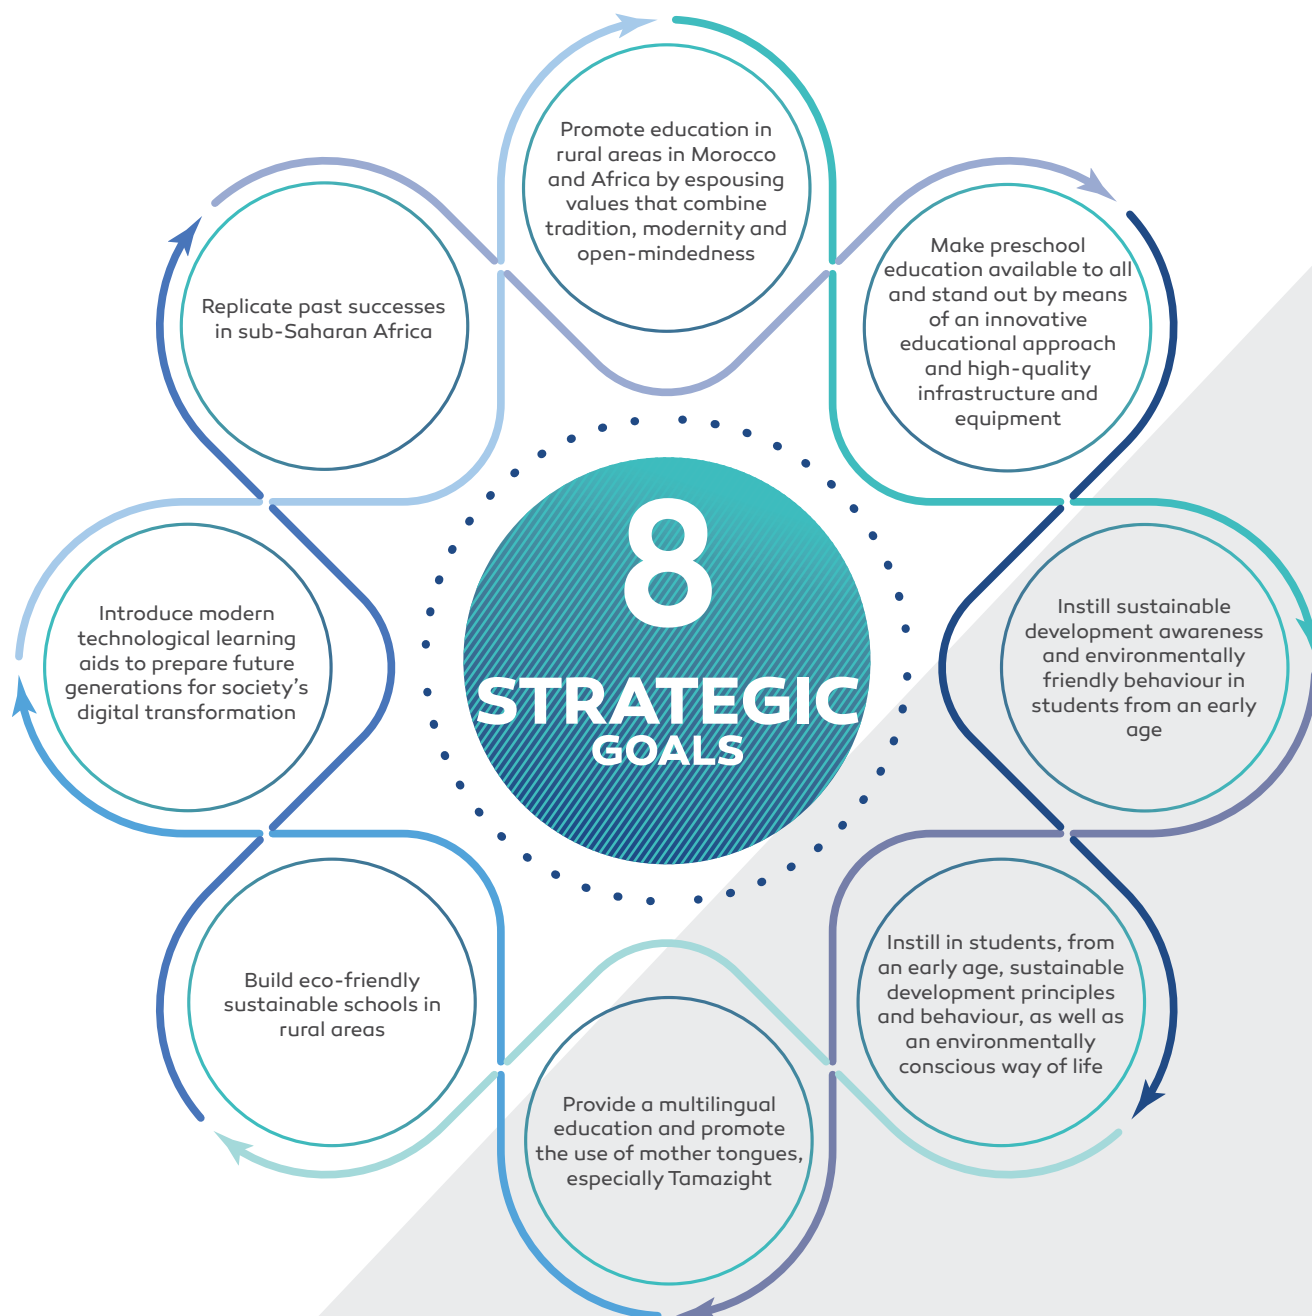 Promote education in
rural areas in Morocco
and Africa by espousing
values that combine
tradition, modernity and
open-mindedness
Make preschool
education available to all
and stand out by means
of an innovative
educational approach
and high-quality
infrastructure and
equipment
Instill sustainable
development awareness
and environmentally
friendly behaviour in
students from an early
age
Instill in students, from
an early age, sustainable
development principles
and behaviour, as well as
an environmentally
conscious way of life
Provide a multilingual
education and promote
the use of mother tongues,
especially Tamazight
Build eco-friendly
sustainable schools in
rural areas
Introduce modern
technological learning
aids to prepare future
generations for society’s
digital transformation
Replicate past successes
in sub-Saharan Africa
8
STRATEGIC
GOALS